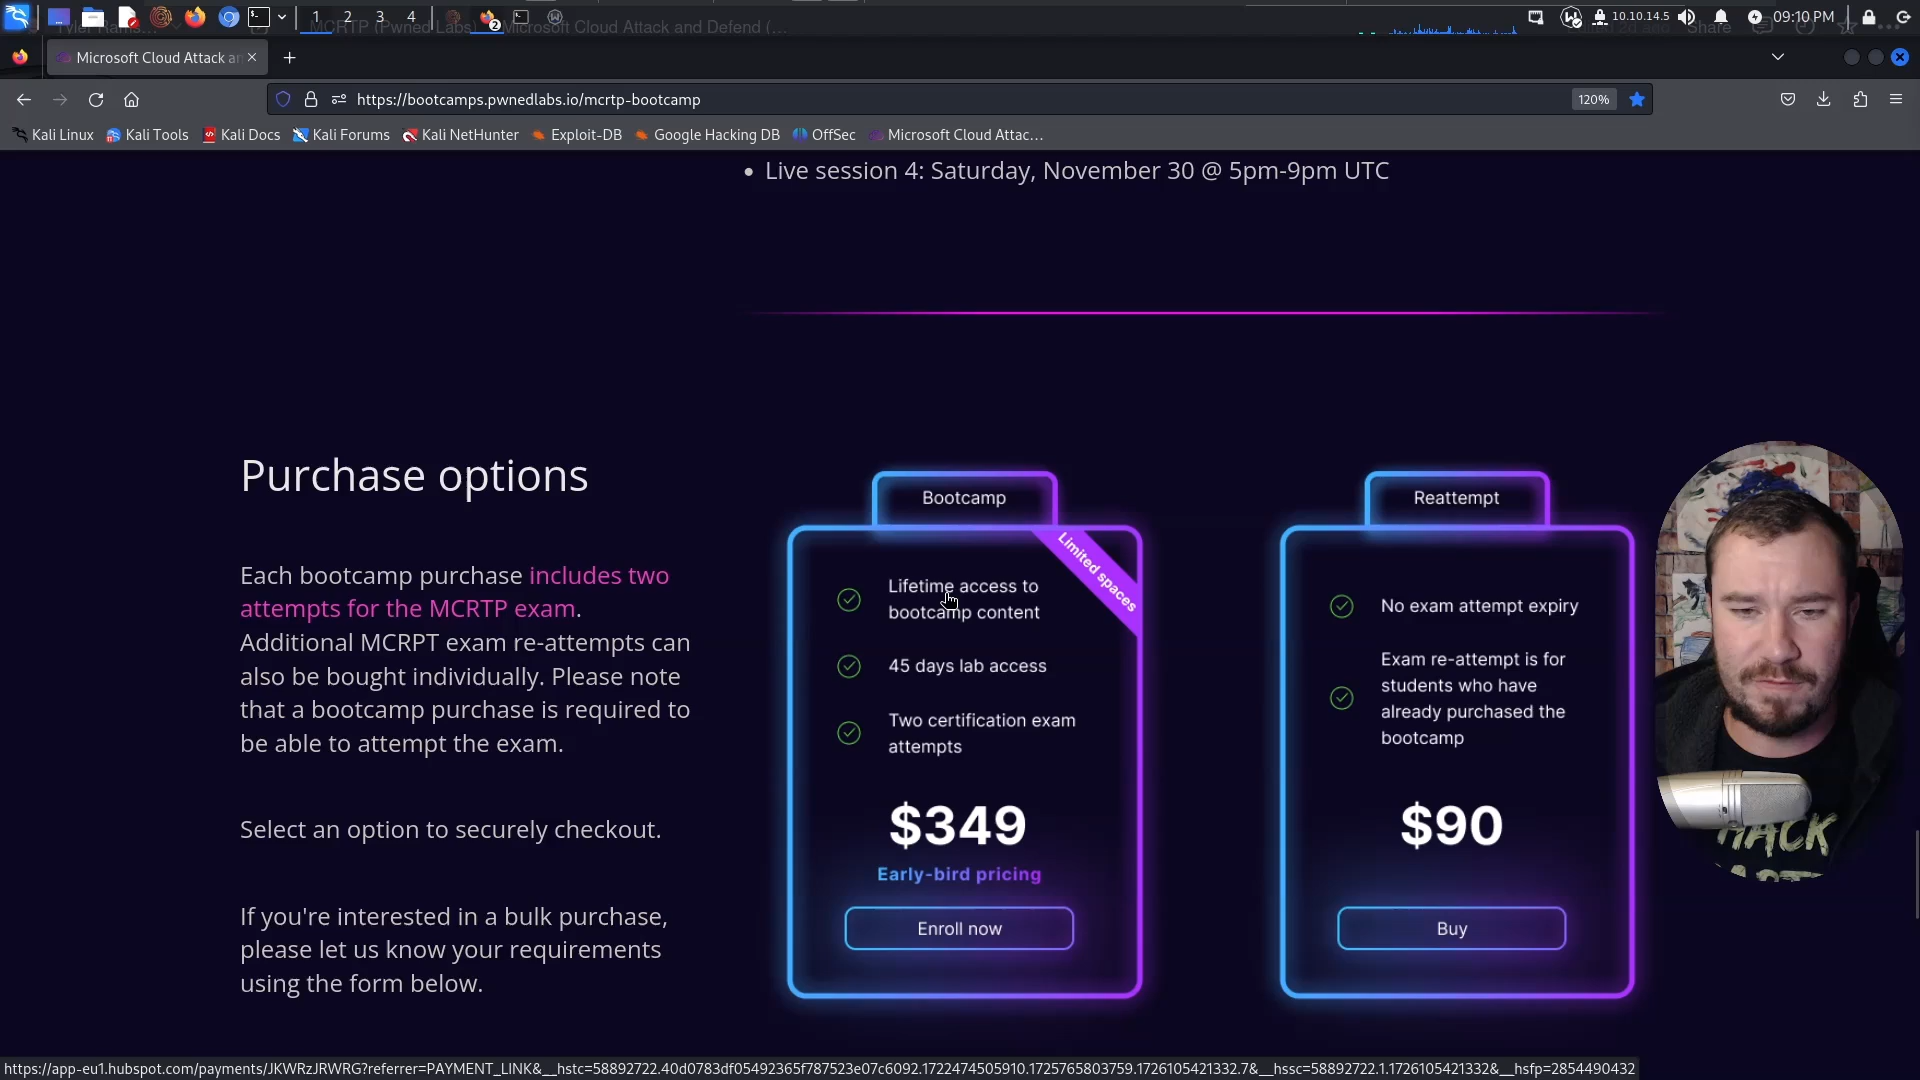 1 2 3 4
10.10.14.5
09:10 PM
MCRTP (Pwned Labs) Microsoft Cloud Attack and Defend (...
Share
Microsoft Cloud Attack an
https://bootcamps.pwnedlabs.io/mcrtp-bootcamp
120%
Kali Linux Kali Tools Kali Docs Kali Forums Kali NetHunter Exploit-DB Google Hacking DB OffSec Microsoft Cloud Attac...
• Live session 4: Saturday, November 30 @ 5pm-9pm UTC
Purchase options
Each bootcamp purchase includes two
attempts for the MCRTP exam.
Additional MCRPT exam re-attempts can
also be bought individually. Please note
that a bootcamp purchase is required to
be able to attempt the exam.
Select an option to securely checkout.
If you're interested in a bulk purchase,
please let us know your requirements
using the form below.
Bootcamp
Limited spaces
Lifetime access to
bootcamp content
45 days lab access
Two certification exam
attempts
$349
Early-bird pricing
Enroll now
Reattempt
No exam attempt expiry
Exam re-attempt is for
students who have
already purchased the
bootcamp
$90
Buy
HACK
https://app-eu1.hubspot.com/payments/JKWRzJRWRG?referrer=PAYMENT_LINK&__hstc=58892722.40d0783df05492365f787523e07c6092.1722474505910.1725765803759.1726105421332.7&__hssc=58892722.1.1726105421332&__hsfp=2854490432